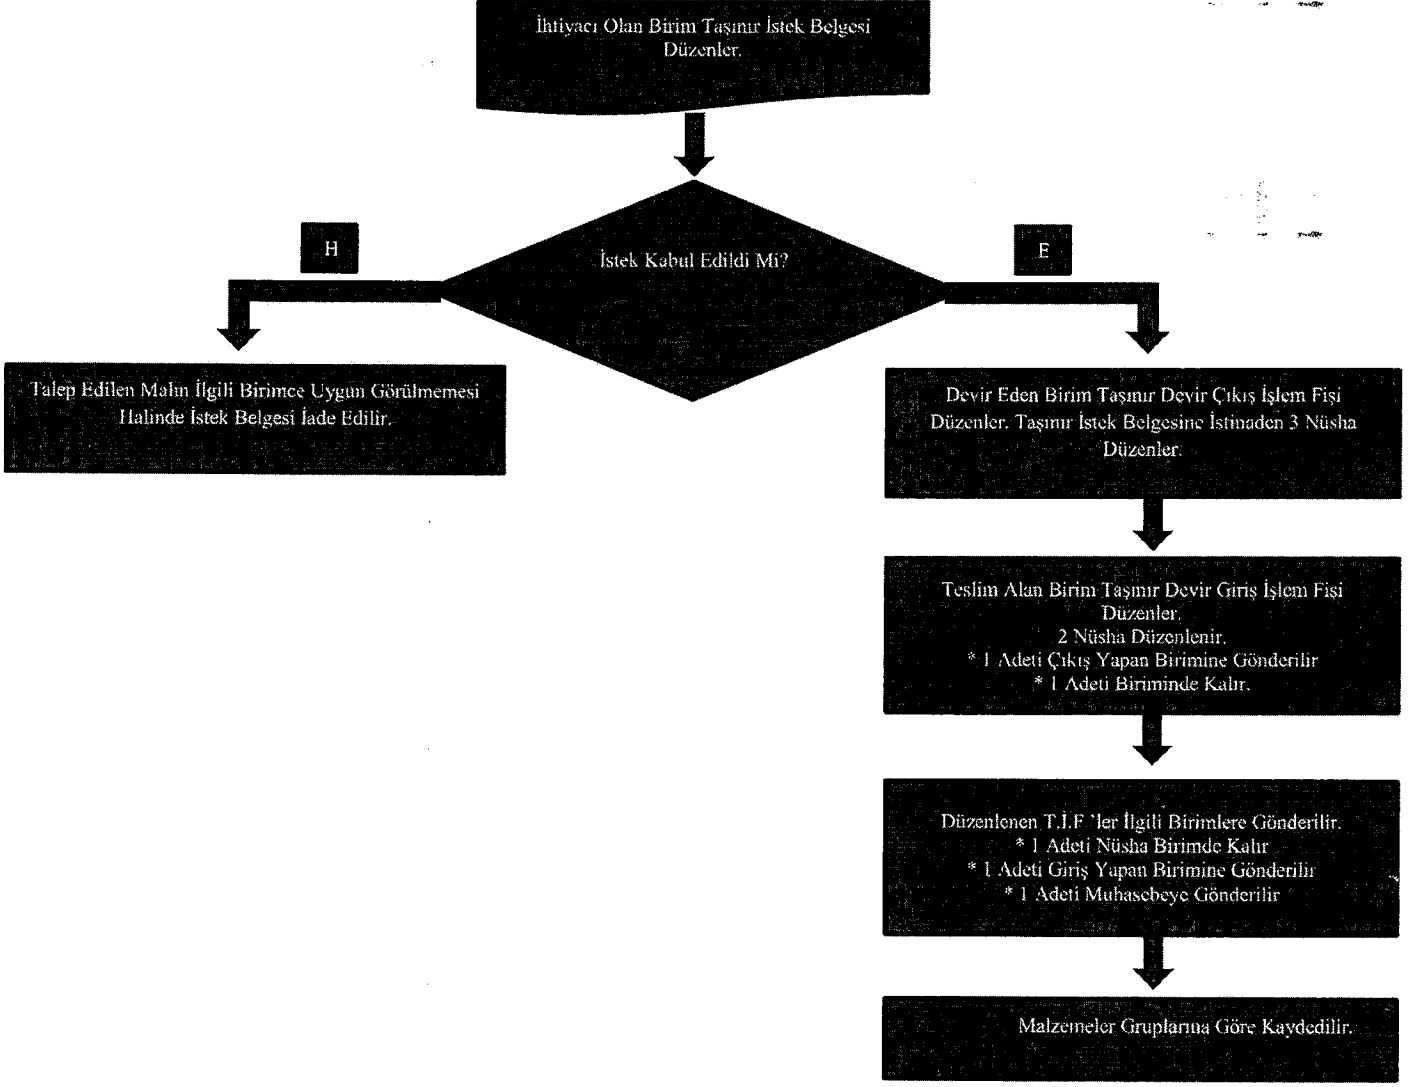 İhtiyacı Olan Birim Taşınır İstek Belgesi
Düzenler.
İstek Kabul Edildi Mi?
H
E
Talep Edilen Malın İlgili Birimce Uygun Görülmemesi
Halinde İstek Belgesi İade Edilir.
Devir Eden Birim Taşınır Devir Çıkış İşlem Fişi
Düzenler. Taşınır İstek Belgesine İstinaden 3 Nüsha
Düzenler.
Teslim Alan Birim Taşınır Devir Giriş İşlem Fişi
Düzenler.
2 Nüsha Düzenlenir.
* 1 Adeti Çıkış Yapan Birimine Gönderilir
* 1 Adeti Biriminde Kalır.
Düzenlenen T.İ.F 'ler İlgili Birimlere Gönderilir.
* 1 Adeti Nüsha Birimde Kalır
* 1 Adeti Giriş Yapan Birimine Gönderilir
* 1 Adeti Muhasebeye Gönderilir
Malzemeler Gruplarına Göre Kaydedilir.